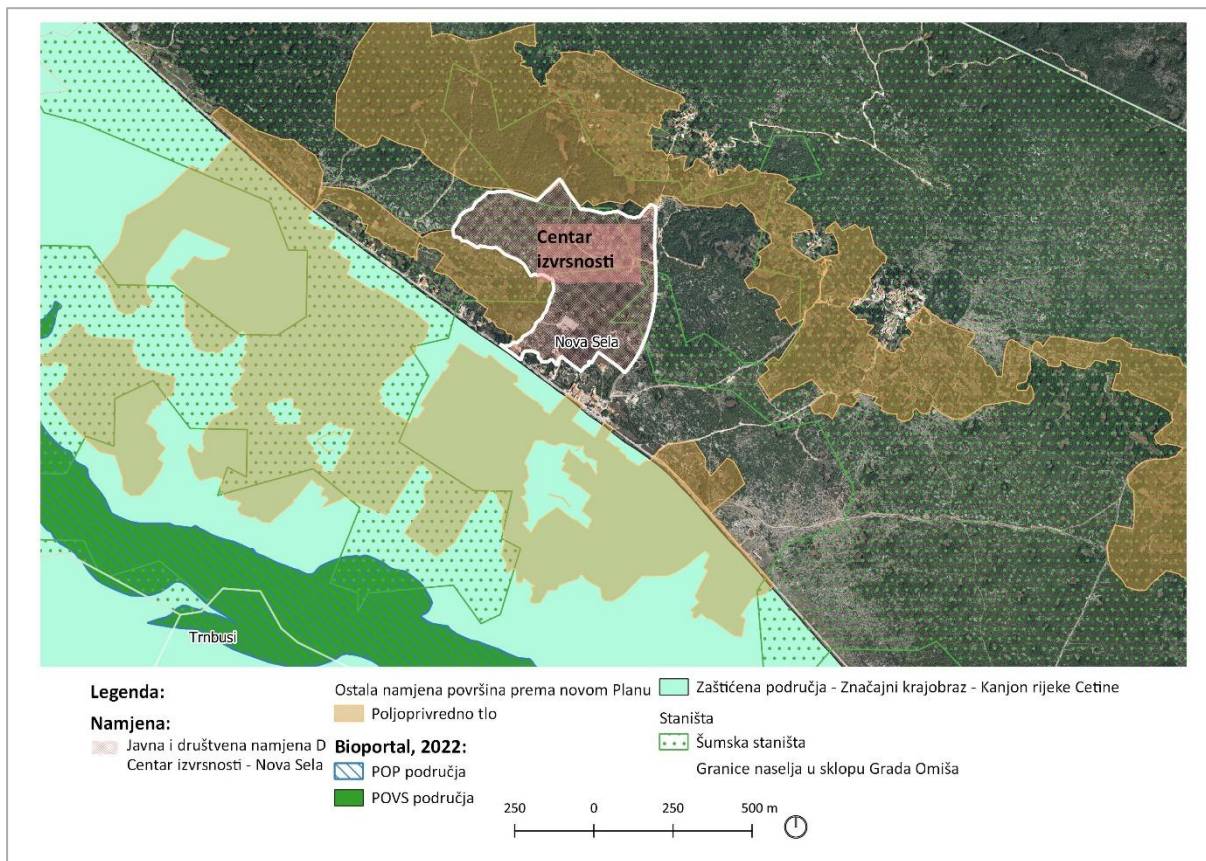 Centar
izvrsnosti
Nova Sela
Trnbusi
Legenda:
Namjena:
Javna i društvena namjena D
Centar izvrsnosti - Nova Sela
Ostala namjena površina prema novom Planu
Poljoprivredno tlo
Bioportal, 2022:
POP područja
POVS područja
Zaštićena područja - Značajni krajobraz - Kanjon rijeke Cetine
Staništa
Šumska staništa
Granice naselja u sklopu Grada Omiša
250 0 250 500 m